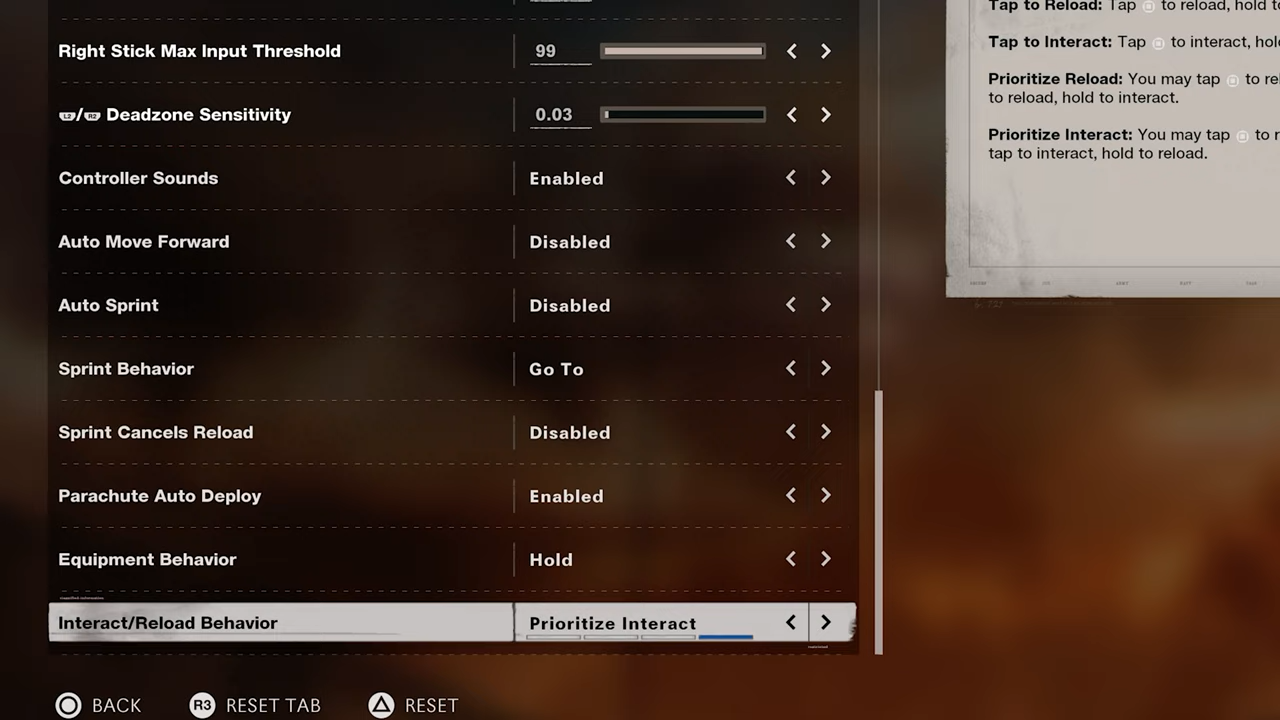 Right Stick Max Input Threshold 99
L2/R2 Deadzone Sensitivity 0.03
Controller Sounds Enabled
Auto Move Forward Disabled
Auto Sprint Disabled
Sprint Behavior Go To
Sprint Cancels Reload Disabled
Parachute Auto Deploy Enabled
Equipment Behavior Hold
Interact/Reload Behavior Prioritize Interact
BACK R3 RESET TAB RESET
Tap to Reload: Tap to reload, hold to
Tap to Interact: Tap to interact,
Prioritize Reload: You may tap to
to reload, hold to interact.
Prioritize Interact: You may tap to
tap to interact, hold to reload.